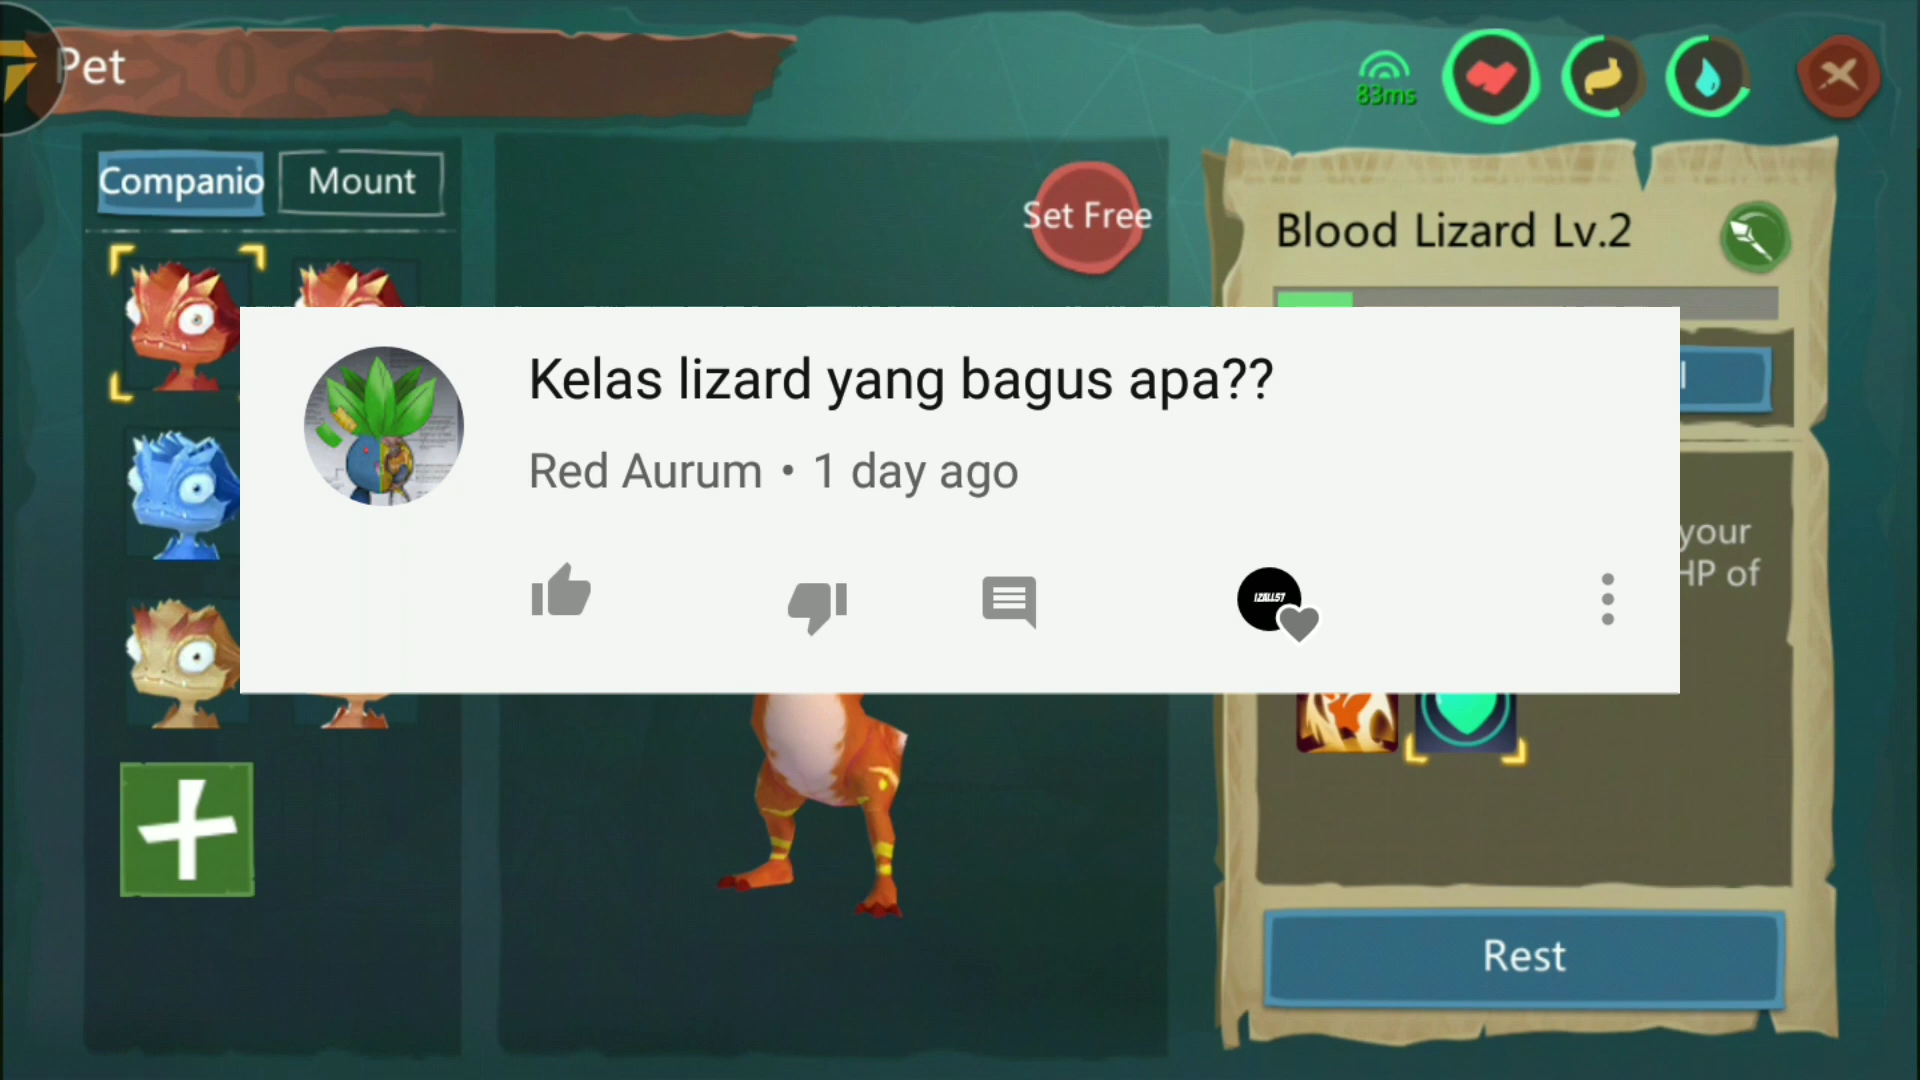 Pet
83ms
Companio
Mount
Set Free
Blood Lizard Lv.2
Kelas lizard yang bagus apa??
Red Aurum • 1 day ago
IZALL57
your
HP of
Rest